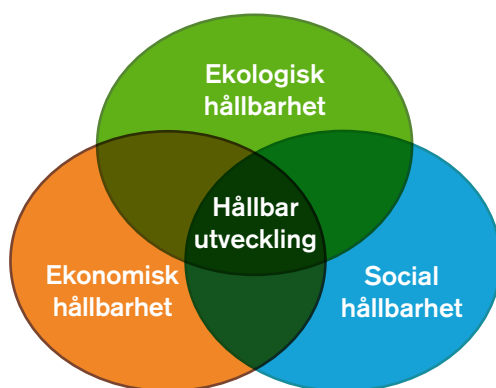 Ekologisk
hållbarhet
Hållbar
utveckling
Ekonomisk
hållbarhet
Social
hållbarhet